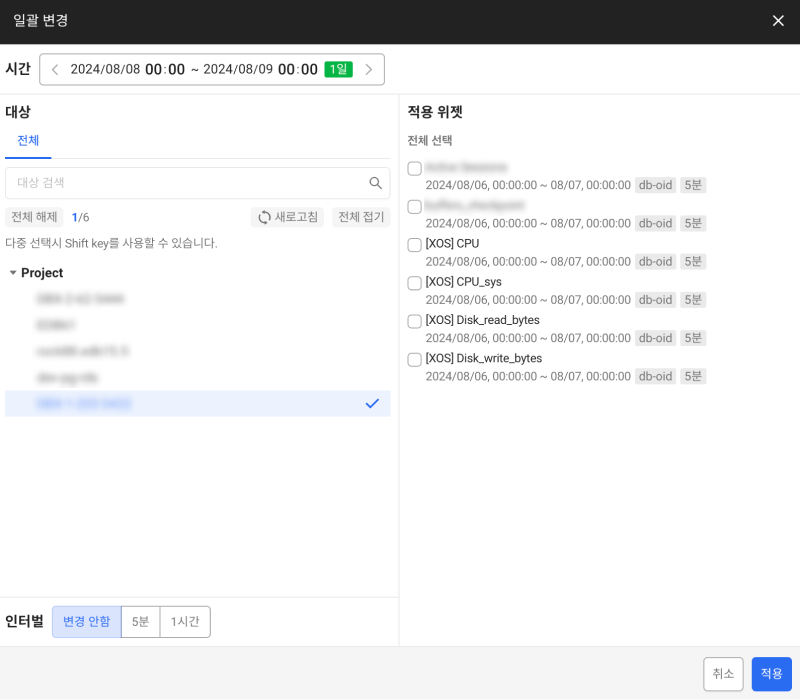 일괄 변경
시간 2024/08/08 00:00 ~ 2024/08/09 00:00 1일
대상
전체
대상 검색
전체 해제 1/6 새로고침 전체 접기
다중 선택시 Shift key를 사용할 수 있습니다.
Project
인터벌 변경 안함 5분 1시간
적용 위젯
전체 선택
2024/08/06, 00:00:00 ~ 08/07, 00:00:00 db-oid 5분
2024/08/06, 00:00:00 ~ 08/07, 00:00:00 db-oid 5분
[XOS] CPU
2024/08/06, 00:00:00 ~ 08/07, 00:00:00 db-oid 5분
[XOS] CPU_sys
2024/08/06, 00:00:00 ~ 08/07, 00:00:00 db-oid 5분
[XOS] Disk_read_bytes
2024/08/06, 00:00:00 ~ 08/07, 00:00:00 db-oid 5분
[XOS] Disk_write_bytes
2024/08/06, 00:00:00 ~ 08/07, 00:00:00 db-oid 5분
취소 적용